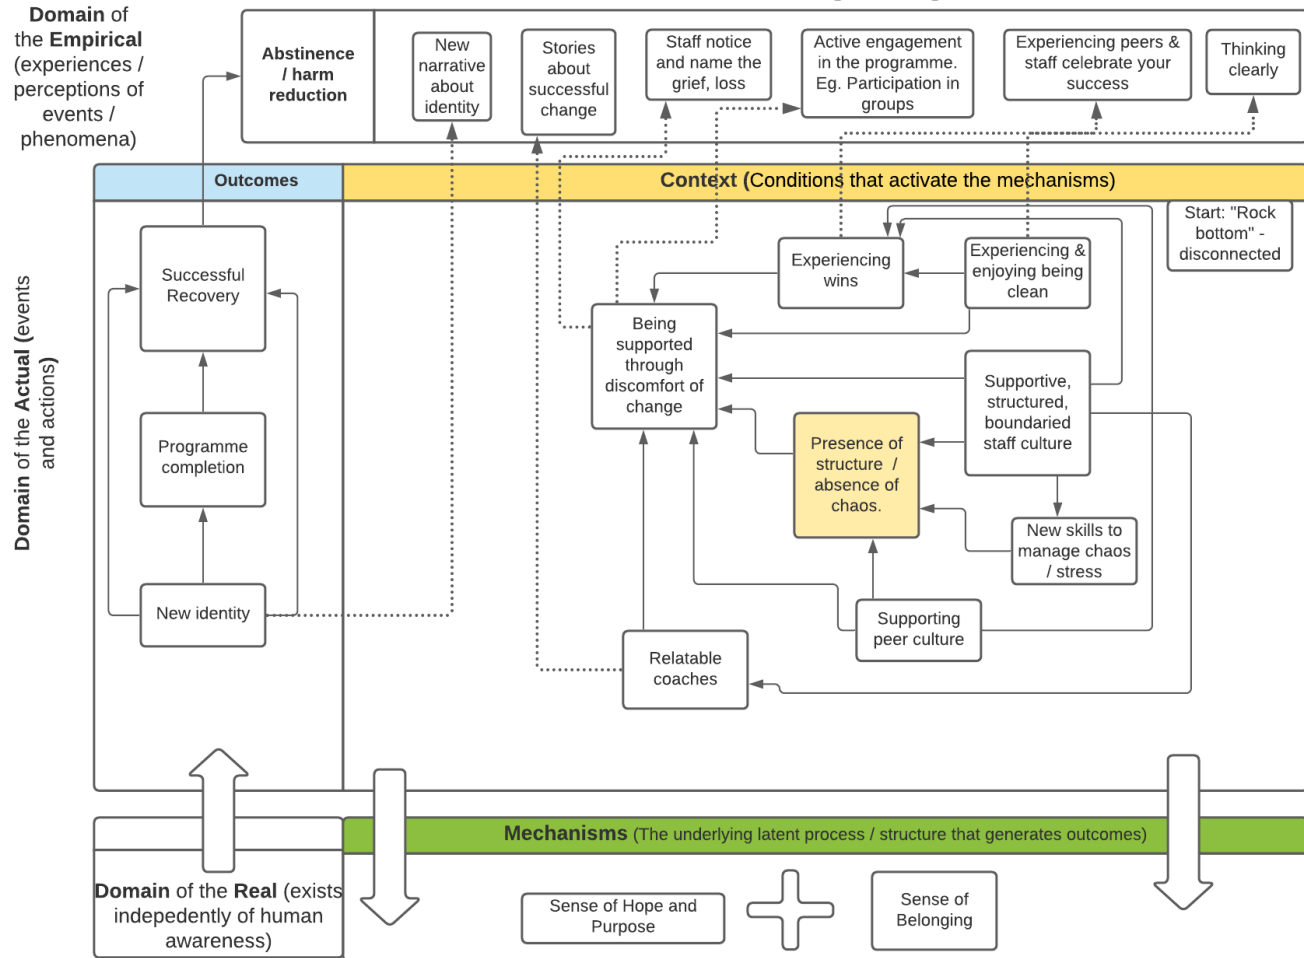 Domain of
the Empirical
(experiences /
perceptions of
events /
phenomena)
Abstinence
/ harm
reduction
New
narrative
about
identity
Stories
about
successful
change
Staff notice
and name the
grief, loss
Active engagement
in the programme.
Eg. Participation in
groups
Experiencing peers &
staff celebrate your
success
Thinking
clearly
Outcomes
Context (Conditions that activate the mechanisms)
Domain of the Actual (events
and actions)
Successful
Recovery
Programme
completion
New identity
Start: "Rock
bottom" -
disconnected
Experiencing
wins
Experiencing &
enjoying being
clean
Being
supported
through
discomfort of
change
Supportive,
structured,
boundaried
staff culture
Presence of
structure /
absence of
chaos.
New skills to
manage chaos
/ stress
Supporting
peer culture
Relatable
coaches
Mechanisms (The underlying latent process / structure that generates outcomes)
Domain of the Real (exists
indepedently of human
awareness)
Sense of Hope and
Purpose
Sense of
Belonging